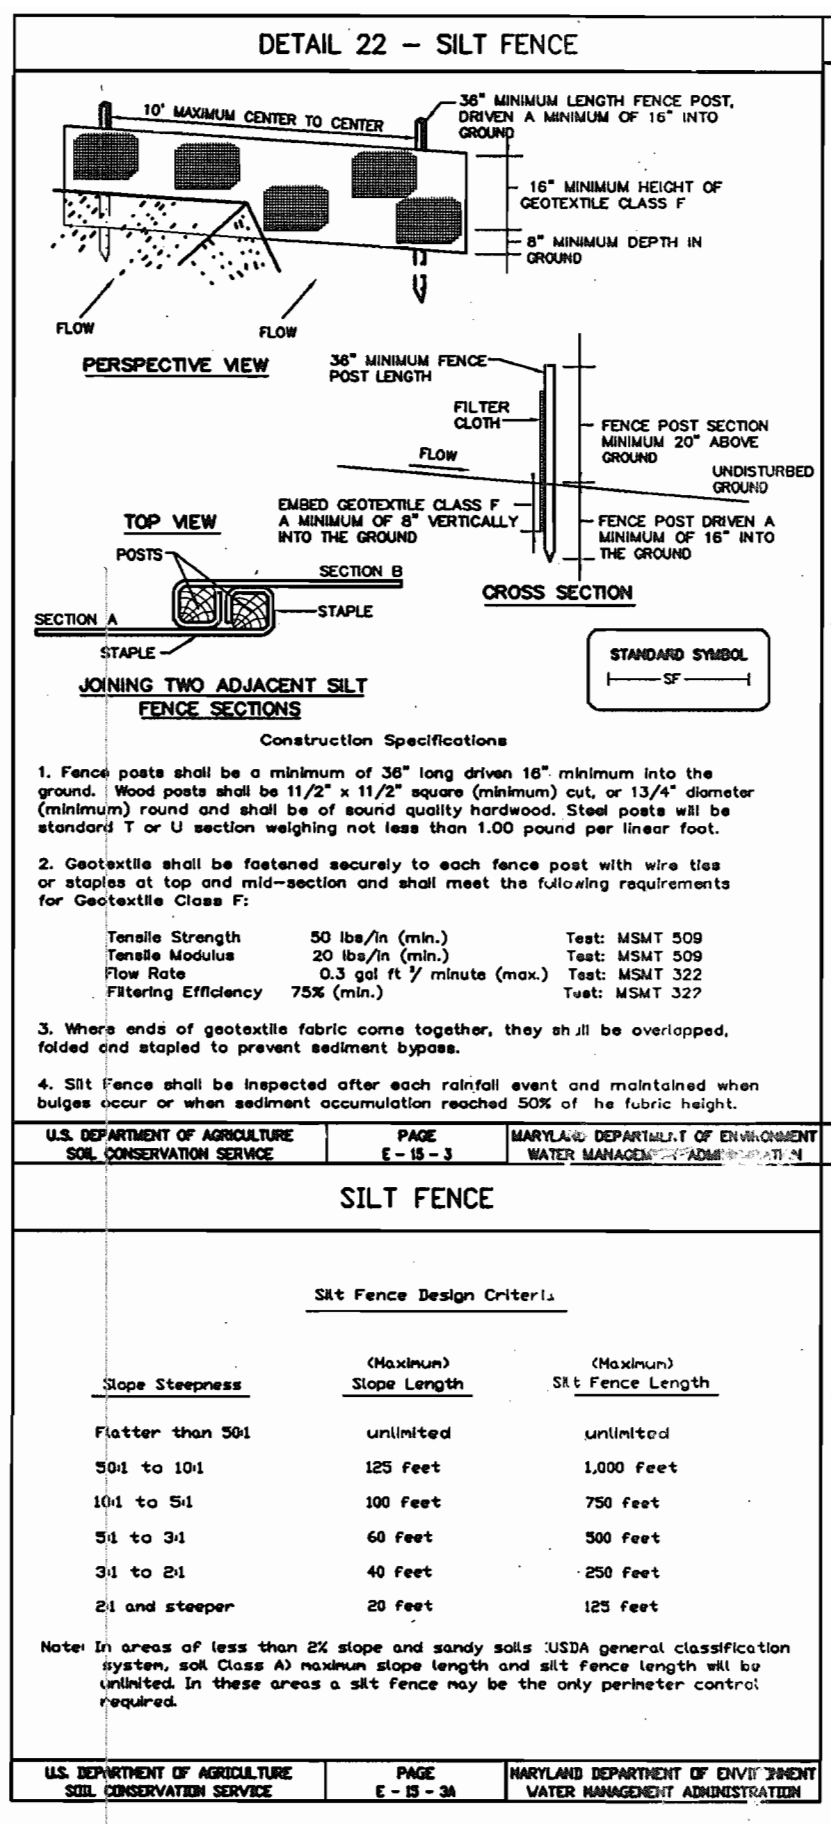 DETAIL 22 – SILT FENCE
10' MAXIMUM CENTER TO CENTER
36" MINIMUM LENGTH FENCE POST,
DRIVEN A MINIMUM OF 16" INTO
GROUND
16" MINIMUM HEIGHT OF
GEOTEXTILE CLASS F
8" MINIMUM DEPTH IN
GROUND
FLOW
FLOW
PERSPECTIVE VIEW
36" MINIMUM FENCE
POST LENGTH
FILTER
CLOTH
FENCE POST SECTION
MINIMUM 20" ABOVE
GROUND
FLOW
UNDISTURBED
GROUND
EMBED GEOTEXTILE CLASS F
A MINIMUM OF 8" VERTICALLY
INTO THE GROUND
FENCE POST DRIVEN A
MINIMUM OF 16" INTO
THE GROUND
CROSS SECTION
TOP VIEW
POSTS
SECTION B
STAPLE
SECTION A
STAPLE
JOINING TWO ADJACENT SILT
FENCE SECTIONS
STANDARD SYMBOL
SF
Construction Specifications
1. Fence posts shall be a minimum of 36" long driven 16" minimum into the
ground. Wood posts shall be 11/2" x 11/2" square (minimum) cut, or 13/4" diameter
(minimum) round and shall be of sound quality hardwood. Steel posts will be
standard T or U section weighing not less than 1.00 pound per linear foot.
2. Geotextile shall be fastened securely to each fence post with wire ties
or staples at top and mid-section and shall meet the following requirements
for Geotextile Class F:
Tensile Strength 50 lbs/in (min.) Test: MSMT 509
Tensile Modulus 20 lbs/in (min.) Test: MSMT 509
Flow Rate 0.3 gal ft ²/ minute (max.) Test: MSMT 322
Filtering Efficiency 75% (min.) Test: MSMT 322
3. Where ends of geotextile fabric come together, they shall be overlapped,
folded and stapled to prevent sediment bypass.
4. Silt Fence shall be inspected after each rainfall event and maintained when
bulges occur or when sediment accumulation reached 50% of the fabric height.
U.S. DEPARTMENT OF AGRICULTURE
SOIL CONSERVATION SERVICE
PAGE
E – 15 – 3
MARYLAND DEPARTMENT OF ENVIRONMENT
WATER MANAGEMENT ADMINISTRATION
SILT FENCE
Silt Fence Design Criteria
Slope Steepness (Maximum) Slope Length (Maximum) Silt Fence Length
Flatter than 50:1 unlimited unlimited
50:1 to 10:1 125 feet 1,000 feet
10:1 to 5:1 100 feet 750 feet
5:1 to 3:1 60 feet 500 feet
3:1 to 2:1 40 feet 250 feet
2:1 and steeper 20 feet 125 feet
Note: In areas of less than 2% slope and sandy soils (USDA general classification
system, soil Class A) maximum slope length and silt fence length will be
unlimited. In these areas a silt fence may be the only perimeter control
required.
U.S. DEPARTMENT OF AGRICULTURE
SOIL CONSERVATION SERVICE
PAGE
E – 15 – 3A
MARYLAND DEPARTMENT OF ENVIRONMENT
WATER MANAGEMENT ADMINISTRATION